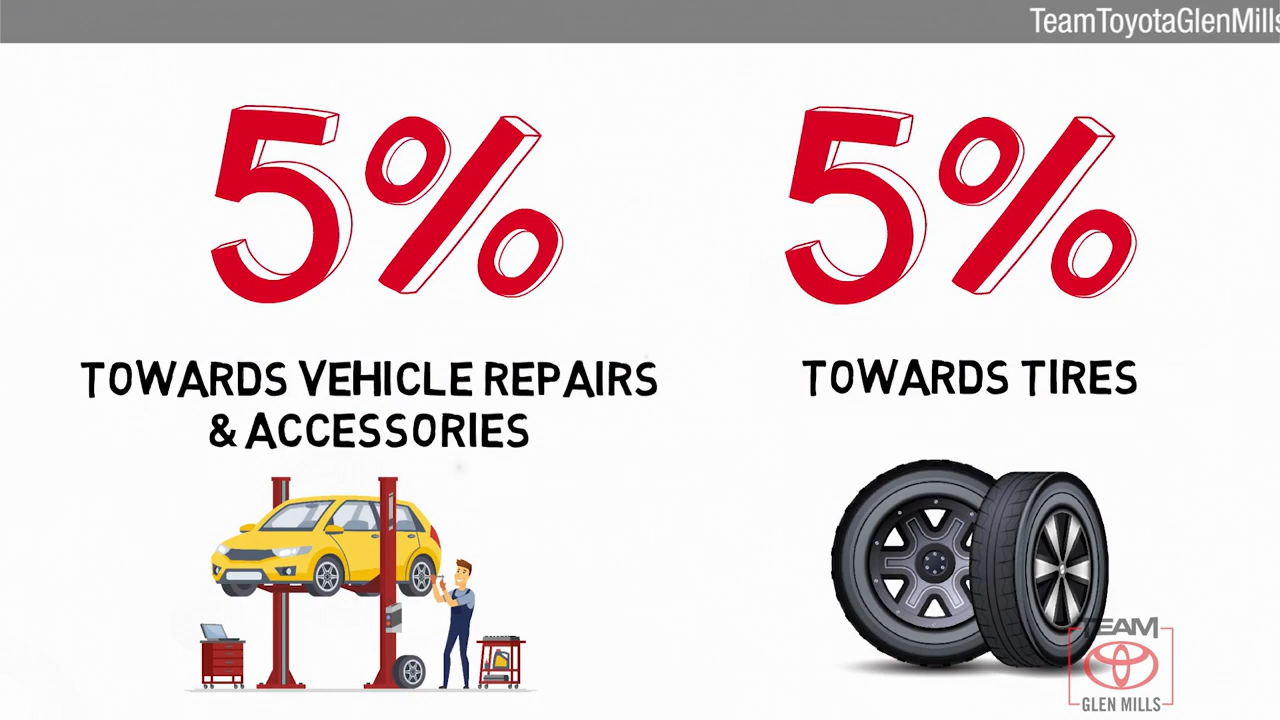 TeamToyotaGlenMills
5% 5%
TOWARDS VEHICLE REPAIRS
& ACCESSORIES
TOWARDS TIRES
TEAM
GLEN MILLS